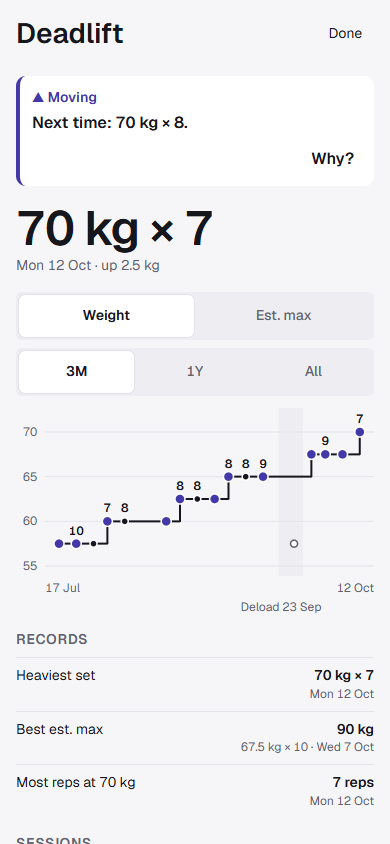 Deadlift
Done
▲ Moving
Next time: 70 kg × 8.
Why?
70 kg × 7
Mon 12 Oct · up 2.5 kg
Weight
Est. max
3M
1Y
All
7
70
9
8 8 9
65
8 8
7 8
60
10
55
17 Jul
12 Oct
Deload 23 Sep
RECORDS
Heaviest set
70 kg × 7
Mon 12 Oct
Best est. max
90 kg
67.5 kg × 10 · Wed 7 Oct
Most reps at 70 kg
7 reps
Mon 12 Oct
SESSIONS